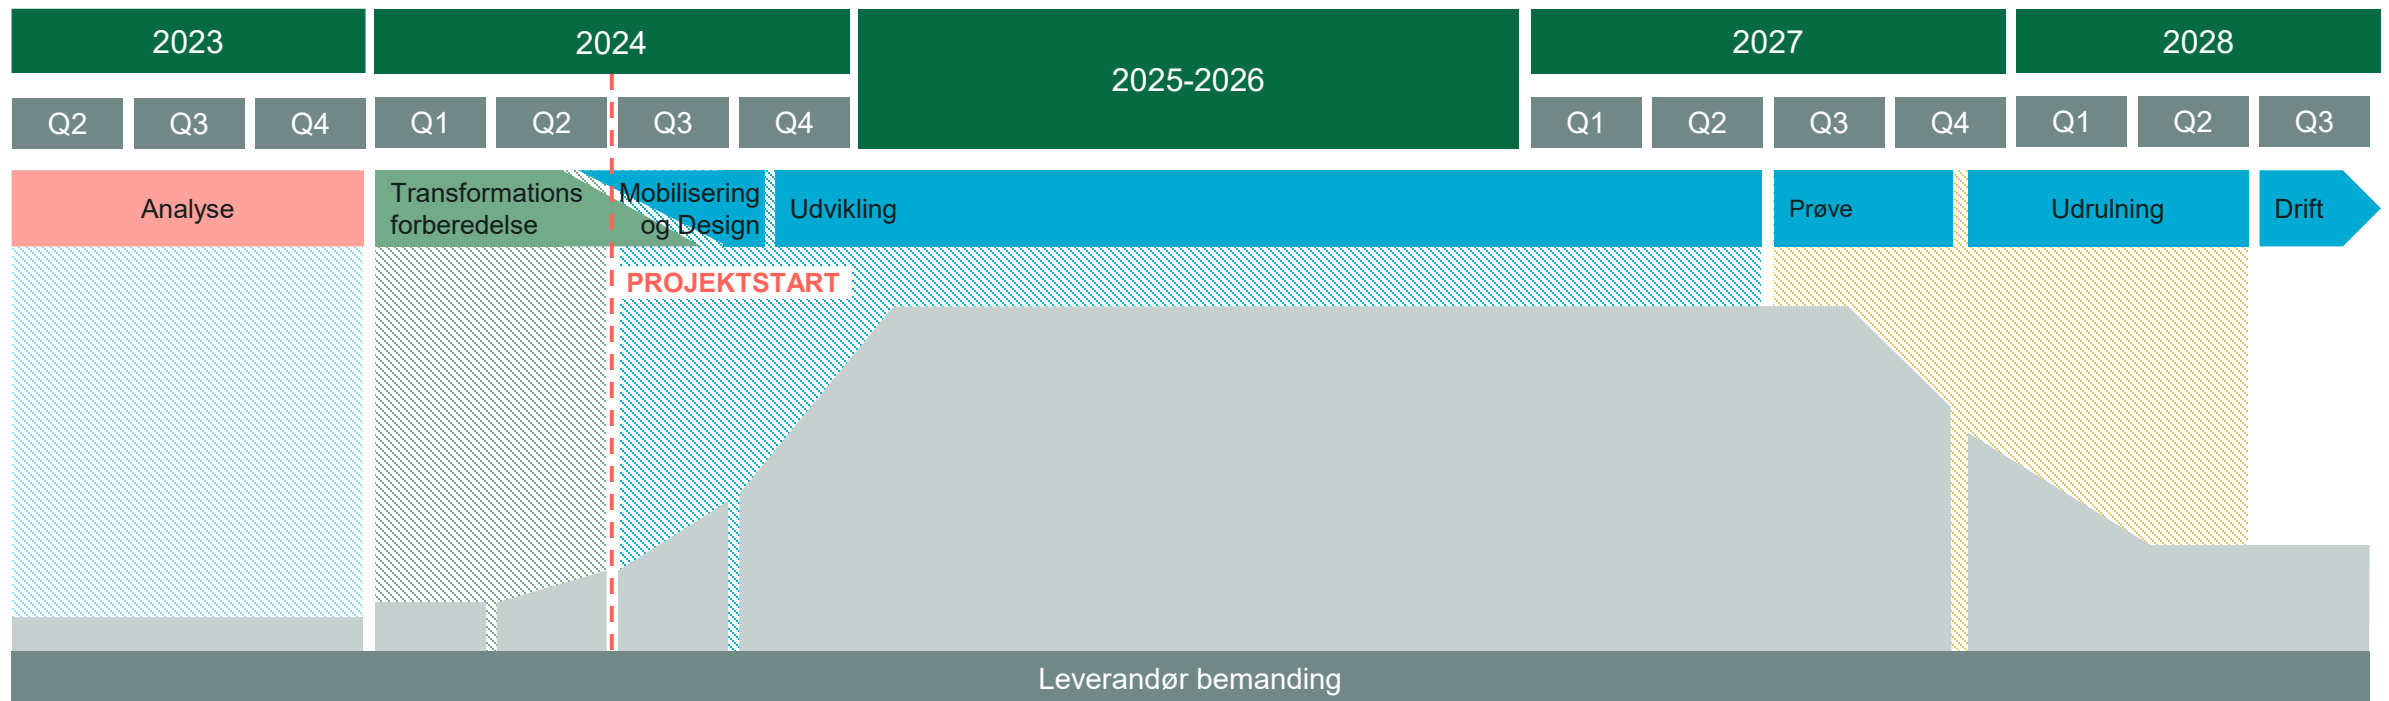 2023
2024
2025-2026
2027
2028
Q2
Q3
Q4
Q1
Q2
Q3
Q4
Q1
Q2
Q3
Q4
Q1
Q2
Q3
Analyse
Transformations
forberedelse
Mobilisering
og Design
Udvikling
Prøve
Udrulning
Drift
PROJEKTSTART
Leverandør bemanding